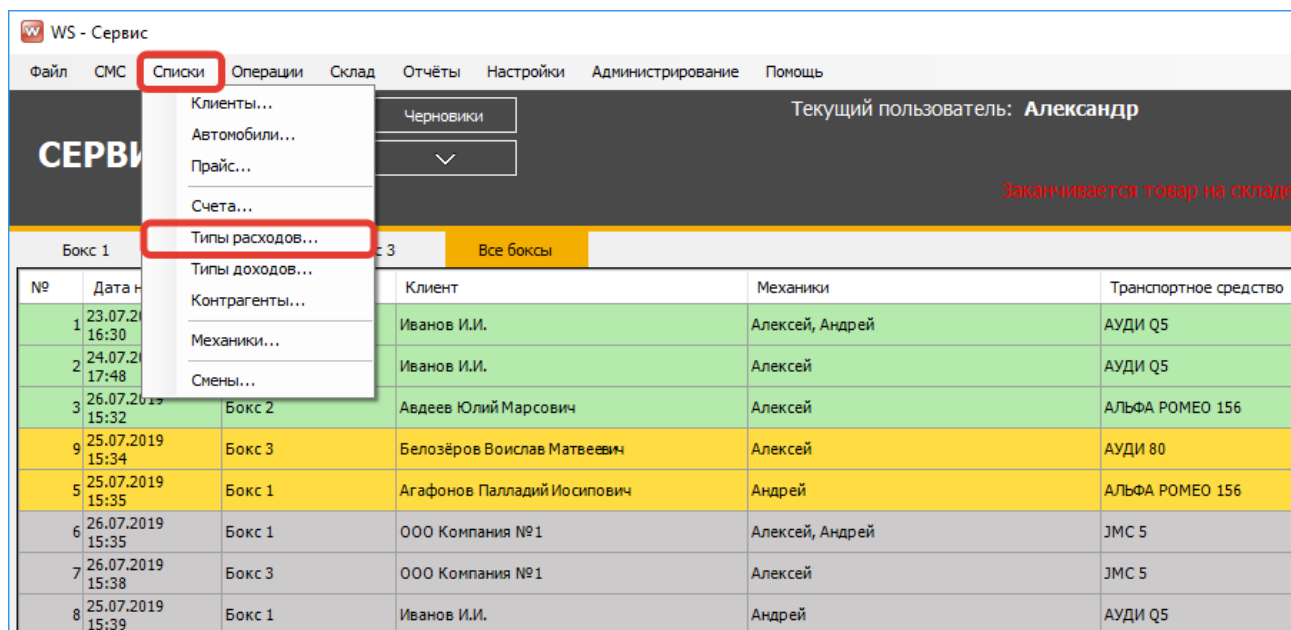 WS - Сервис
Файл СМС Списки Операции Склад Отчёты Настройки Администрирование Помощь
Клиенты...
Автомобили...
Прайс...
Счета...
Типы расходов...
Типы доходов...
Контрагенты...
Механики...
Смены...
Черновики
Текущий пользователь: Александр
Заканчивается товар на складе
Бокс 1 Все боксы
№ Клиент Механики Транспортное средство
1 16:30 Иванов И.И. Алексей, Андрей АУДИ Q5
2 17:48 Иванов И.И. Алексей АУДИ Q5
3 26.07.2019 15:32 Бокс 2 Авдеев Юлий Марсович Алексей АЛЬФА РОМЕО 156
9 25.07.2019 15:34 Бокс 3 Белозёров Воислав Матвеевич Алексей АУДИ 80
5 25.07.2019 15:35 Бокс 1 Агафонов Палладий Иосипович Андрей АЛЬФА РОМЕО 156
6 26.07.2019 15:35 Бокс 1 ООО Компания №1 Алексей, Андрей JMC 5
7 26.07.2019 15:38 Бокс 3 ООО Компания №1 Алексей JMC 5
8 25.07.2019 15:39 Бокс 1 Иванов И.И. Андрей АУДИ Q5